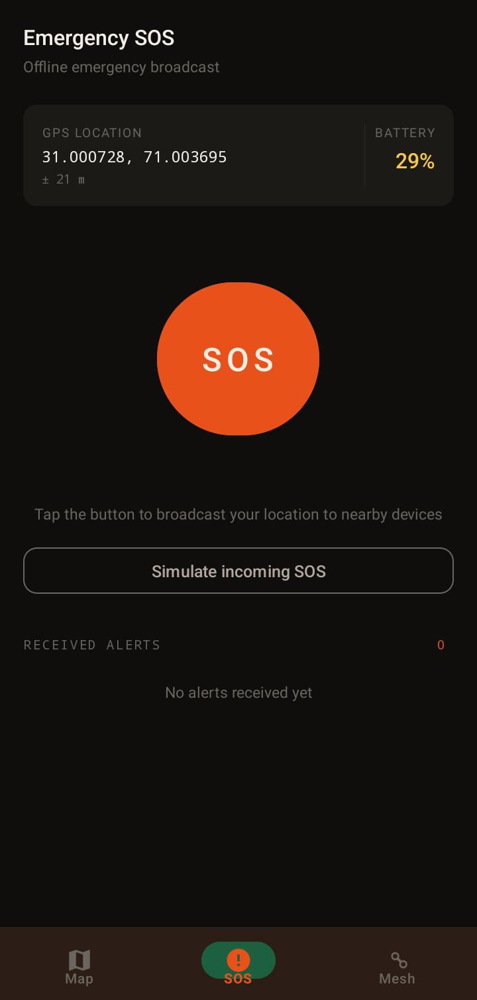 Emergency SOS
Offline emergency broadcast
GPS LOCATION
BATTERY
31.000728, 71.003695
29%
± 21 m
SOS
Tap the button to broadcast your location to nearby devices
Simulate incoming SOS
RECEIVED ALERTS
0
No alerts received yet
Map
SOS
Mesh